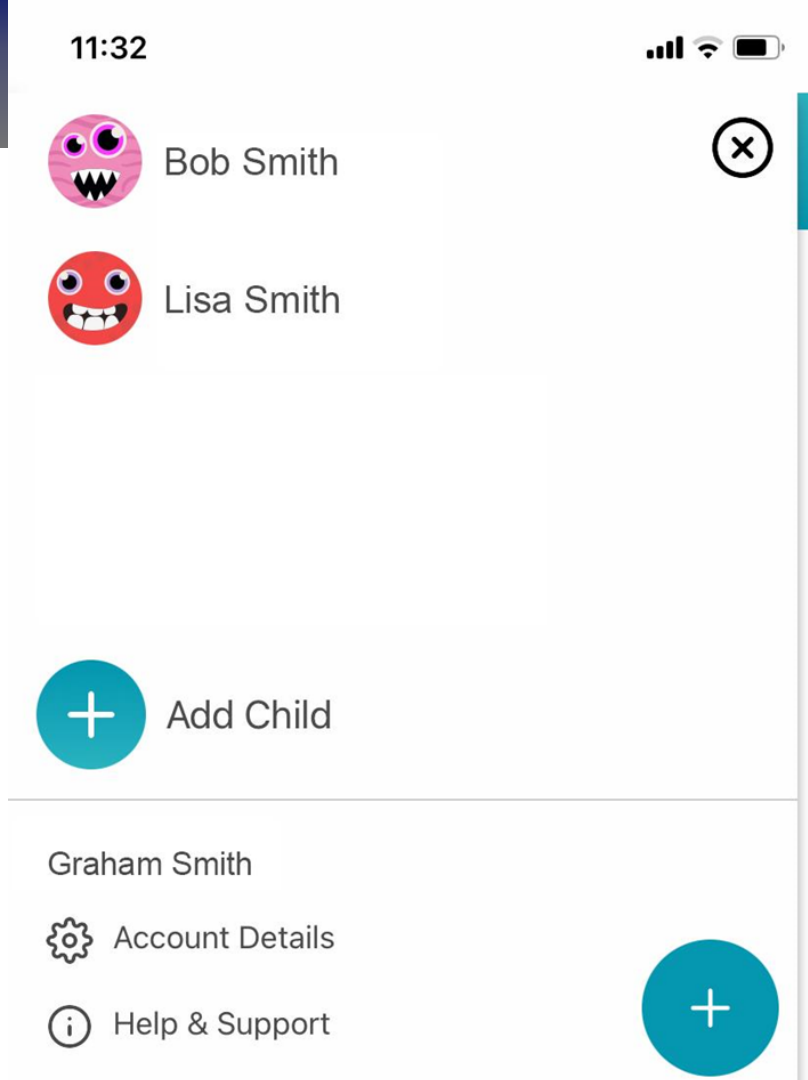 11:32
Bob Smith
Lisa Smith
Add Child
Graham Smith
Account Details
Help & Support